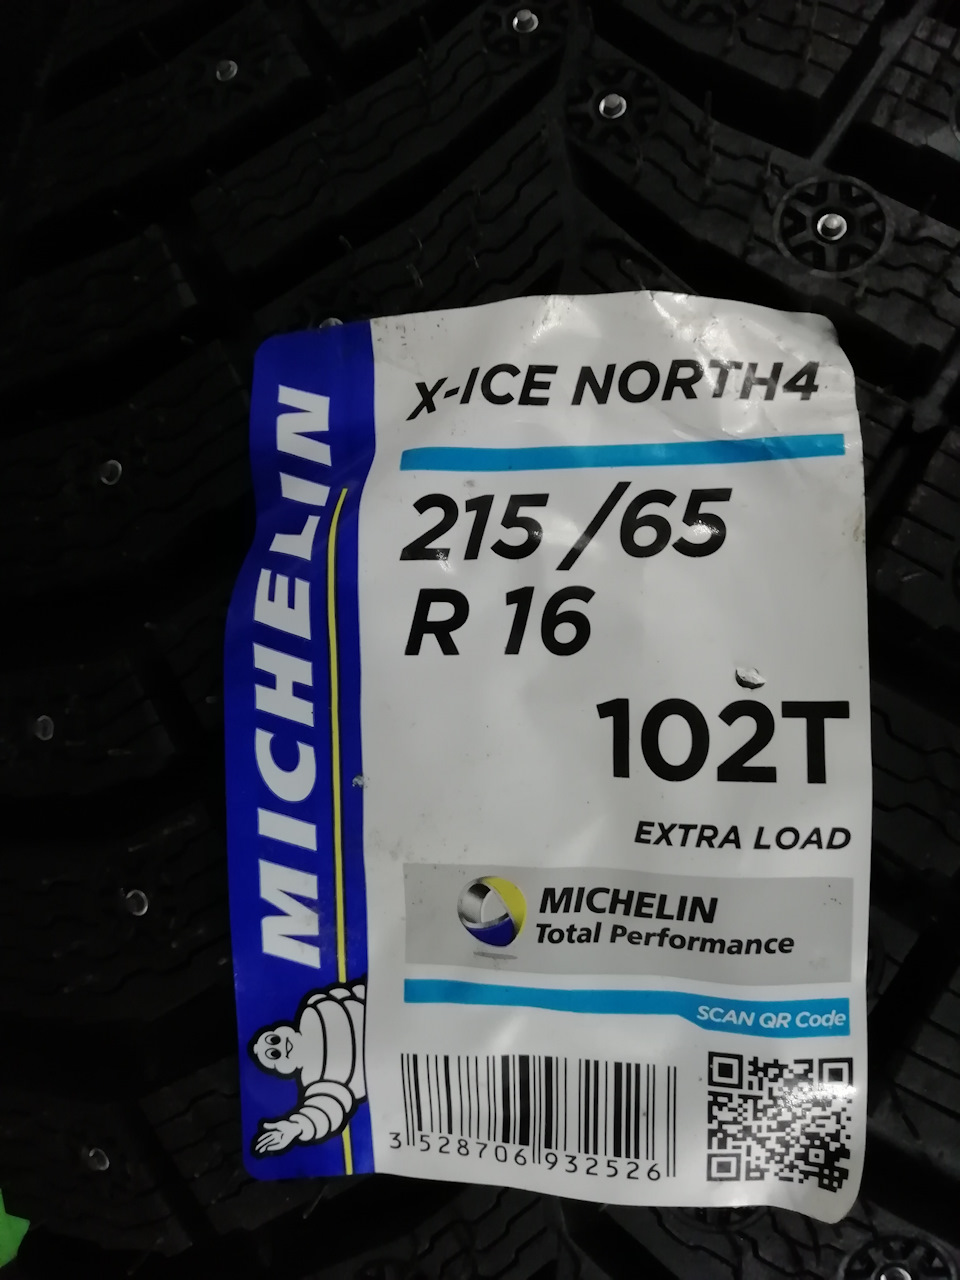 MICHELIN
X-ICE NORTH4
215/65
R 16
102T
EXTRA LOAD
MICHELIN
Total Performance
SCAN QR Code
3 528706 932526